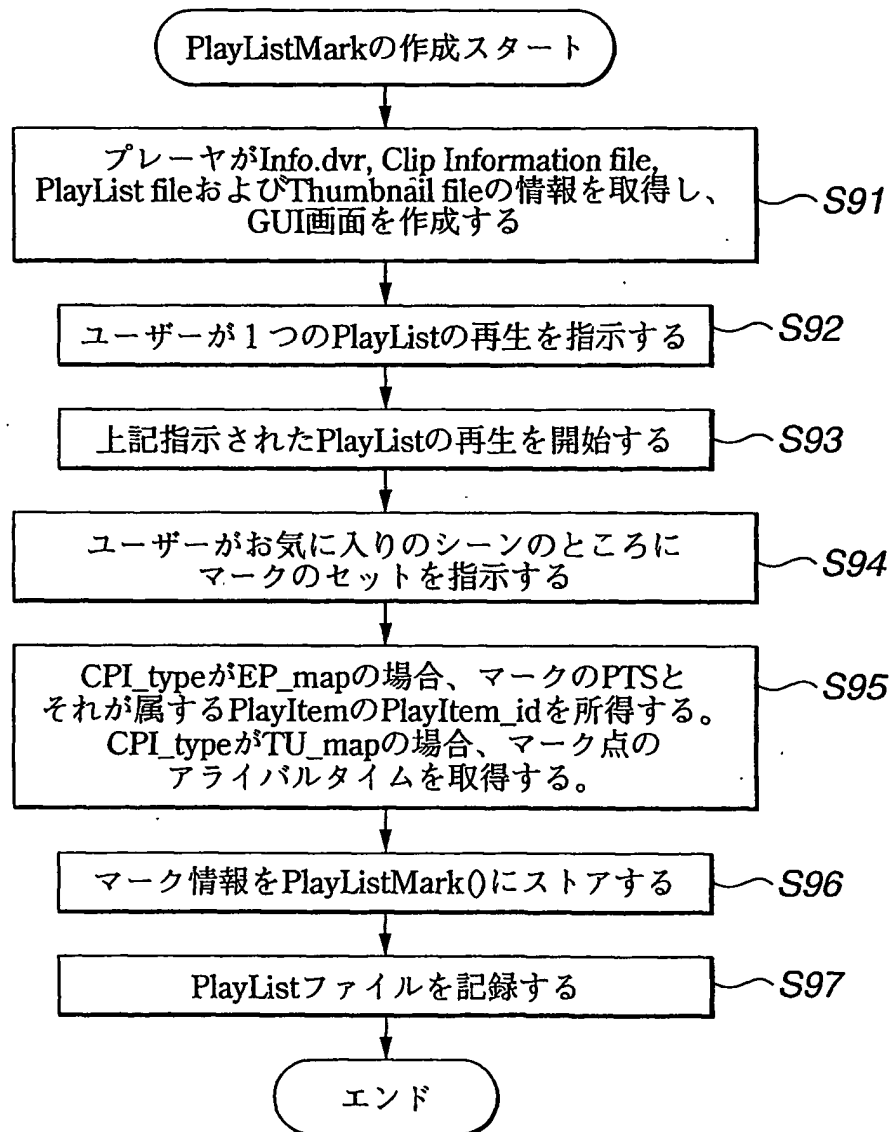 PlayListMarkの作成スタート
プレーヤがInfo.dvr, Clip Information file,
PlayList fileおよびThumbnail fileの情報を取得し、
GUI画面を作成する
S91
ユーザーが１つのPlayListの再生を指示する
S92
上記指示されたPlayListの再生を開始する
S93
ユーザーがお気に入りのシーンのところに
マークのセットを指示する
S94
CPI_typeがEP_mapの場合、マークのPTSと
それが属するPlayItemのPlayItem_idを所得する。
CPI_typeがTU_mapの場合、マーク点の
アライバルタイムを取得する。
S95
マーク情報をPlayListMark()にストアする
S96
PlayListファイルを記録する
S97
エンド